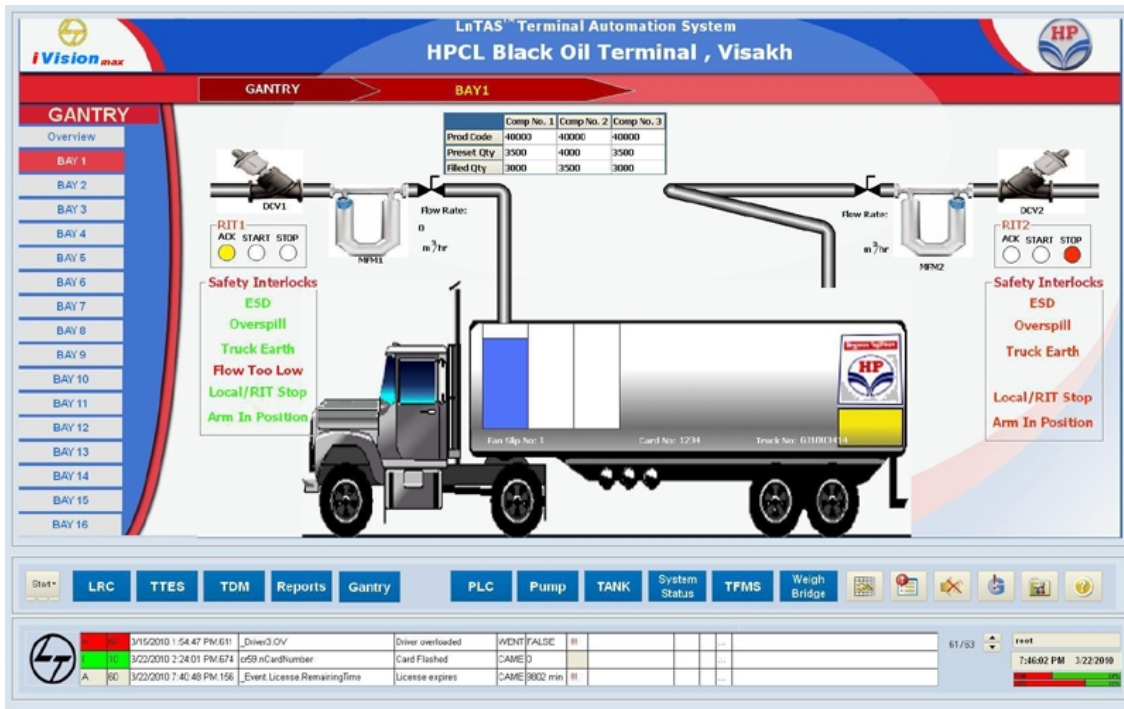 LnTAS™ Terminal Automation System
HPCL Black Oil Terminal , Visakh
iVision max
HP
GANTRY
BAY1
GANTRY
Overview
BAY 1
BAY 2
BAY 3
BAY 4
BAY 5
BAY 6
BAY 7
BAY 8
BAY 9
BAY 10
BAY 11
BAY 12
BAY 13
BAY 14
BAY 15
BAY 16
Comp No. 1 Comp No. 2 Comp No. 3
Prod Code 40000 40000 40000
Preset Qty 3500 4000 3500
Filled Qty 3000 3500 3000
DCV1
Flow Rate:
0
m³/hr
MFM1
RIT1
ACK START STOP
Safety Interlocks
ESD
Overspill
Truck Earth
Flow Too Low
Local/RIT Stop
Arm In Position
DCV2
Flow Rate:
m³/hr
MFM2
RIT2
ACK START STOP
Safety Interlocks
ESD
Overspill
Truck Earth
Local/RIT Stop
Arm In Position
HP
Fan Slip No: 1 Card No: 1234 Truck No:
Start
LRC TTES TDM Reports Gantry PLC Pump TANK System Status TFMS Weigh Bridge
60 3/15/2010 1:54:47 PM.611 _Driver3.OV Driver overloaded WENT FALSE !!! ...
I 10 3/22/2010 2:24:01 PM.674 cr59.nCardNumber Card Flashed CAME 0 ...
A 60 3/22/2010 7:40:48 PM.156 _Event.License.RemainingTime License expires CAME 9802 min !!! ...
61/63
root
7:46:02 PM 3/22/2010